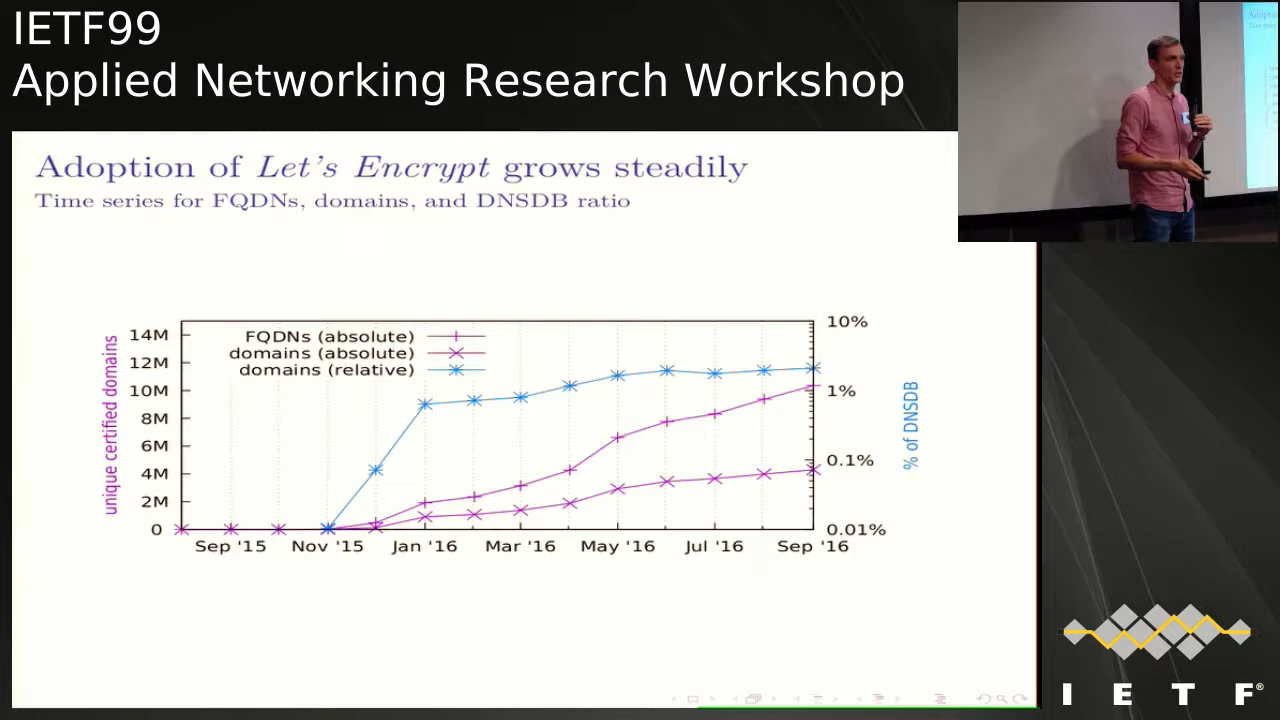 IETF99
Applied Networking Research Workshop
Adoption of Let's Encrypt grows steadily
Time series for FQDNs, domains, and DNSDB ratio
FQDNs (absolute)
domains (absolute)
domains (relative)
unique certified domains
14M
12M
10M
8M
6M
4M
2M
0
10%
1%
0.1%
0.01%
% of DNSDB
Sep '15 Nov '15 Jan '16 Mar '16 May '16 Jul '16 Sep '16
I E T F®